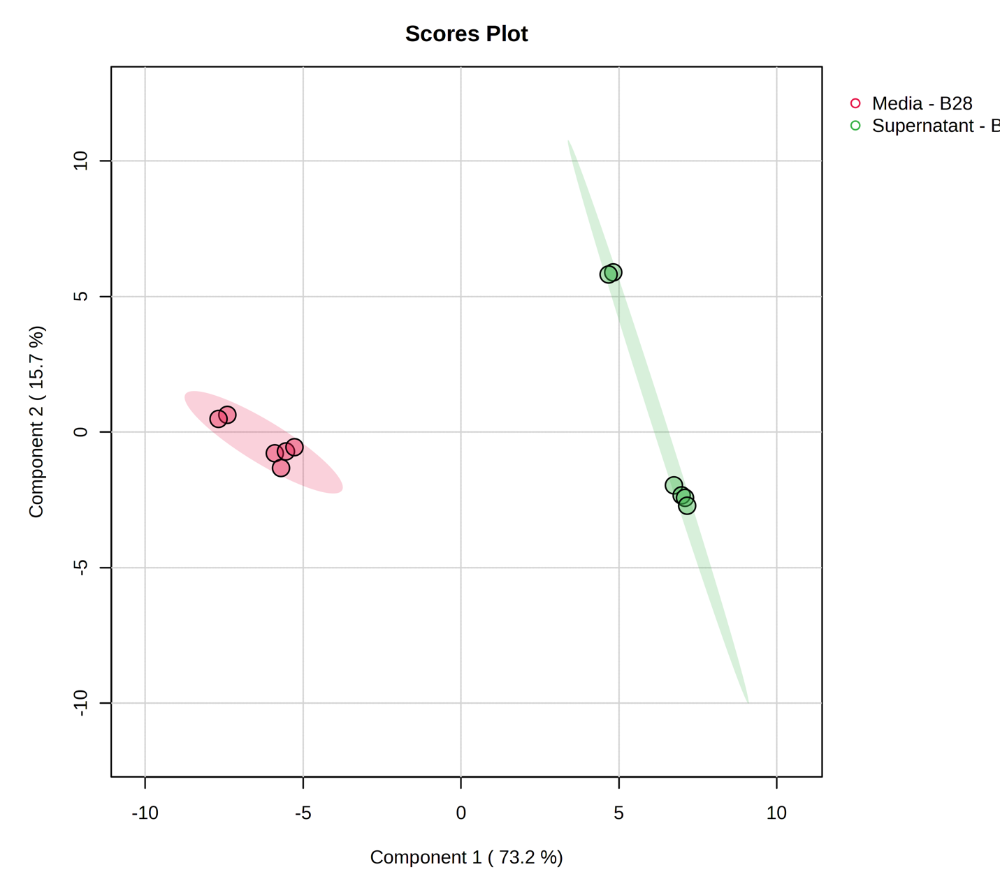 Scores Plot
Media - B28
Supernatant - B
Component 2 ( 15.7 %)
10
5
0
-5
-10
-10
-5
0
5
10
Component 1 ( 73.2 %)